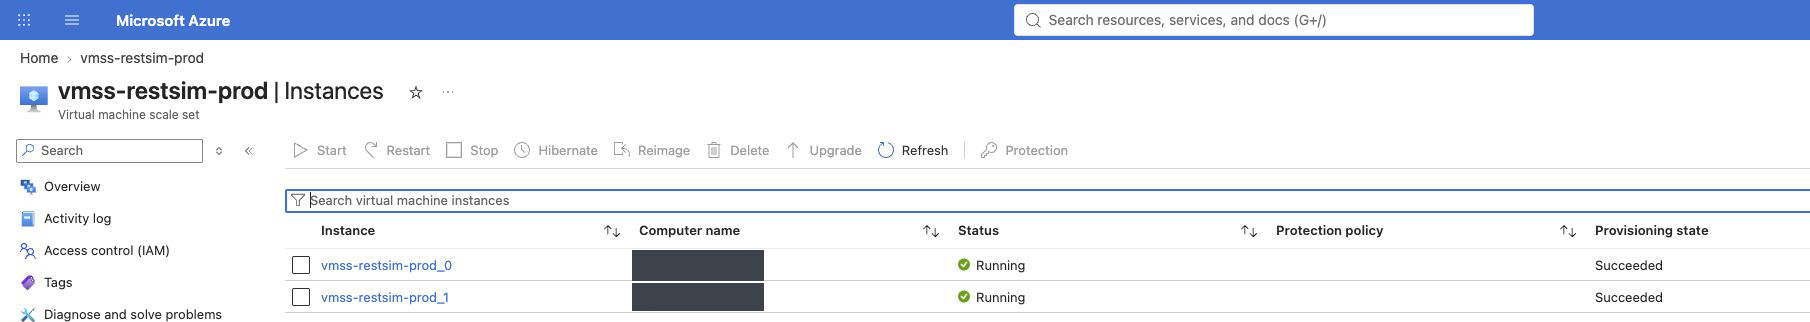 Microsoft Azure
Search resources, services, and docs (G+/)
Home > vmss-restsim-prod
vmss-restsim-prod | Instances ☆ ...
Virtual machine scale set
Search
Start Restart Stop Hibernate Reimage Delete Upgrade Refresh Protection
Overview
Activity log
Access control (IAM)
Tags
Diagnose and solve problems
Search virtual machine instances
Instance Computer name Status Protection policy Provisioning state
vmss-restsim-prod_0 Running Succeeded
vmss-restsim-prod_1 Running Succeeded